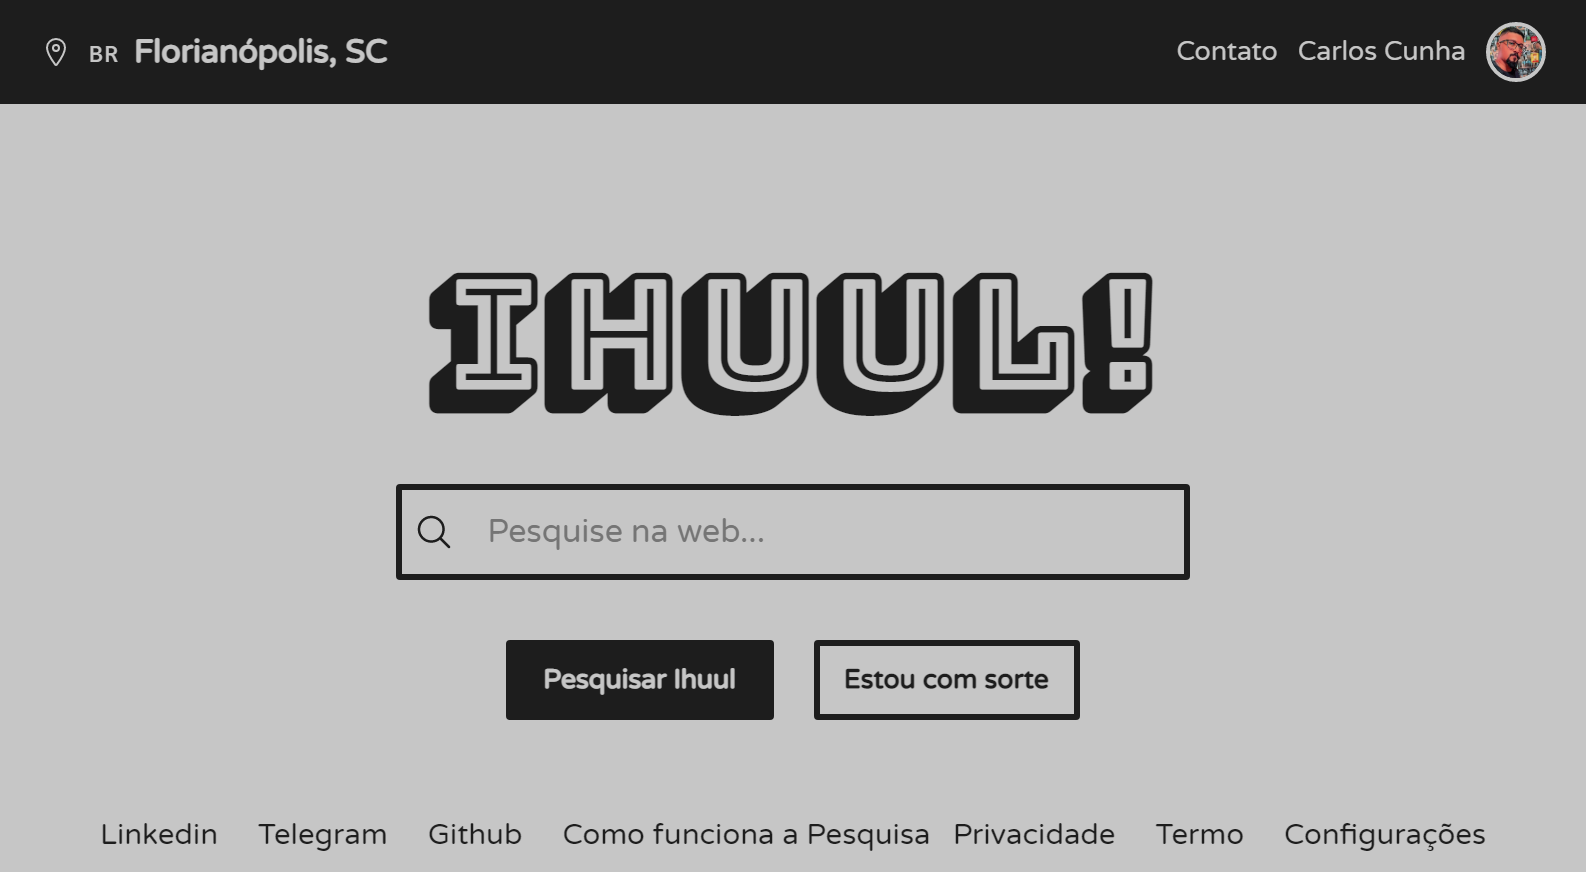 BR Florianópolis, SC Contato Carlos Cunha
IHUUL!
Pesquise na web...
Pesquisar Ihuul Estou com sorte
Linkedin Telegram Github Como funciona a Pesquisa Privacidade Termo Configurações